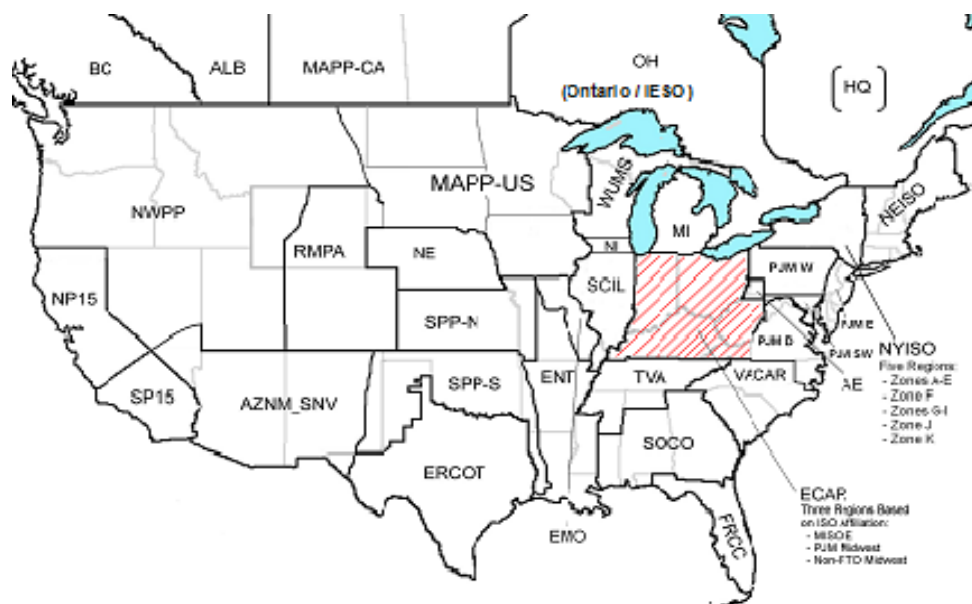 BC
ALB
MAPP-CA
OH
(Ontario / IESO)
(HQ)
MAPP-US
WUMS
NEISO
NWPP
RMPA
NE
NI
MI
PJM W
SCIL
NP15
SPP-N
PJM D
PJM E
PJM SW
NYISO
Five Regions:
- Zones A-E
- Zone F
- Zones G-I
- Zone J
- Zone K
AE
SP15
AZNM_SNV
SPP-S
ENT
TVA
VACAR
SOCO
ERCOT
EMO
FRCC
ECAR
Three Regions Based
on ISO Affiliation:
- MISO E
- PJM Midwest
- Non-RTO Midwest